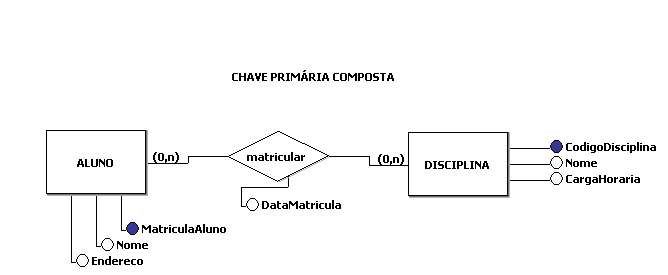 CHAVE PRIMÁRIA COMPOSTA
ALUNO
(0,n)
matricular
(0,n)
DISCIPLINA
CodigoDisciplina
Nome
CargaHoraria
DataMatricula
MatriculaAluno
Nome
Endereco